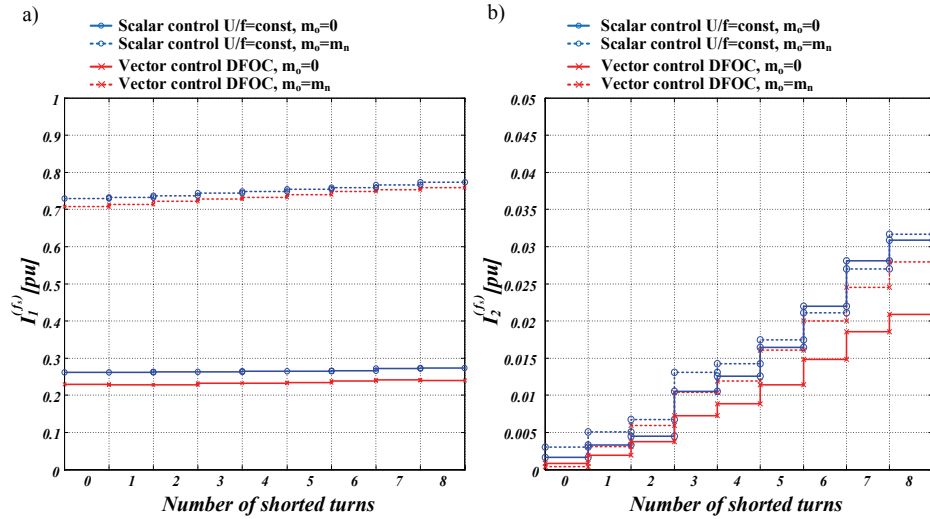 a)
Scalar control U/f=const, mₒ=0
Scalar control U/f=const, mₒ=mₙ
Vector control DFOC, mₒ=0
Vector control DFOC, mₒ=mₙ
1
0.9
0.8
0.7
0.6
0.5
0.4
0.3
0.2
0.1
0
I₁^(fₛ) [pu]
0 1 2 3 4 5 6 7 8
Number of shorted turns
b)
Scalar control U/f=const, mₒ=0
Scalar control U/f=const, mₒ=mₙ
Vector control DFOC, mₒ=0
Vector control DFOC, mₒ=mₙ
0.05
0.045
0.04
0.035
0.03
0.025
0.02
0.015
0.01
0.005
0
I₂^(fₛ) [pu]
0 1 2 3 4 5 6 7 8
Number of shorted turns